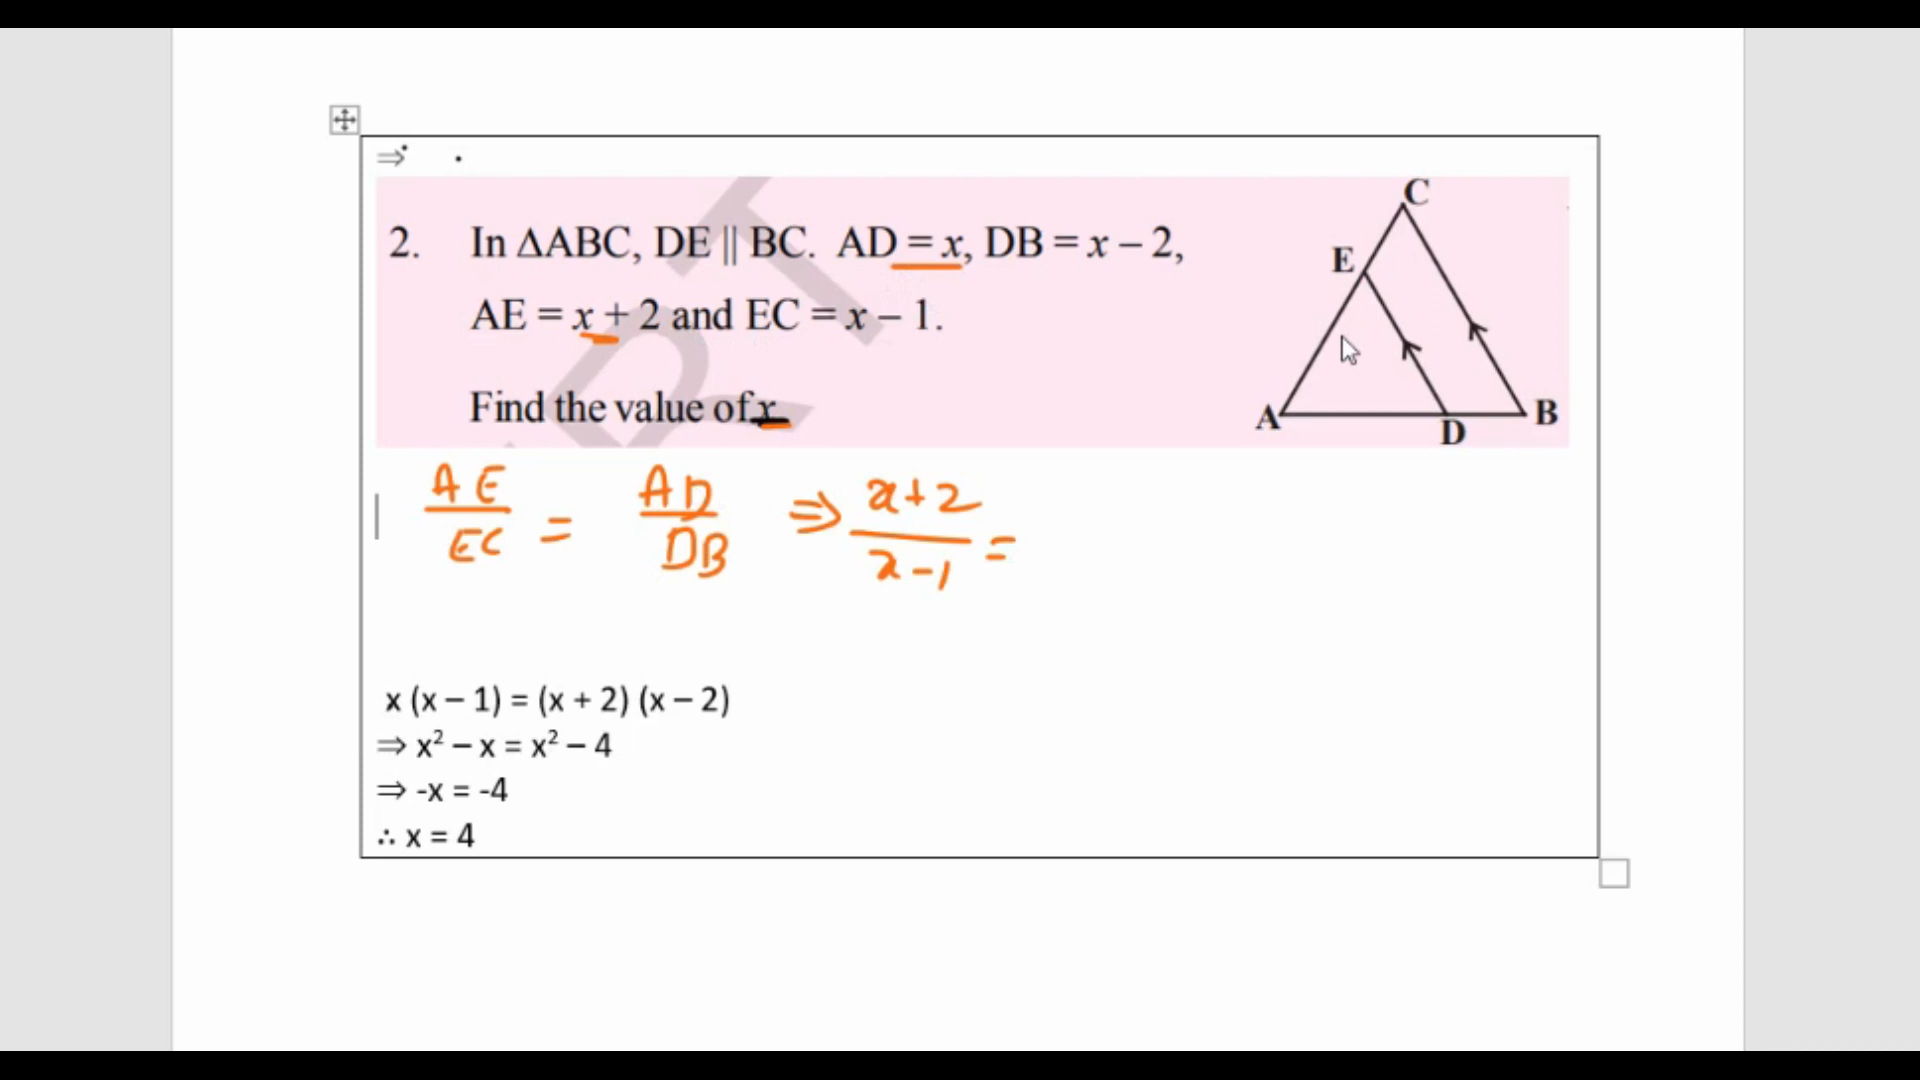 ⇒ .
2. In ΔABC, DE || BC. AD = x, DB = x – 2,
AE = x + 2 and EC = x – 1.
Find the value of x
C
E
A
D
B
AE/EC = AD/DB ⇒ x+2/x-1 =
x (x – 1) = (x + 2) (x – 2)
⇒ x² – x = x² – 4
⇒ -x = -4
∴ x = 4